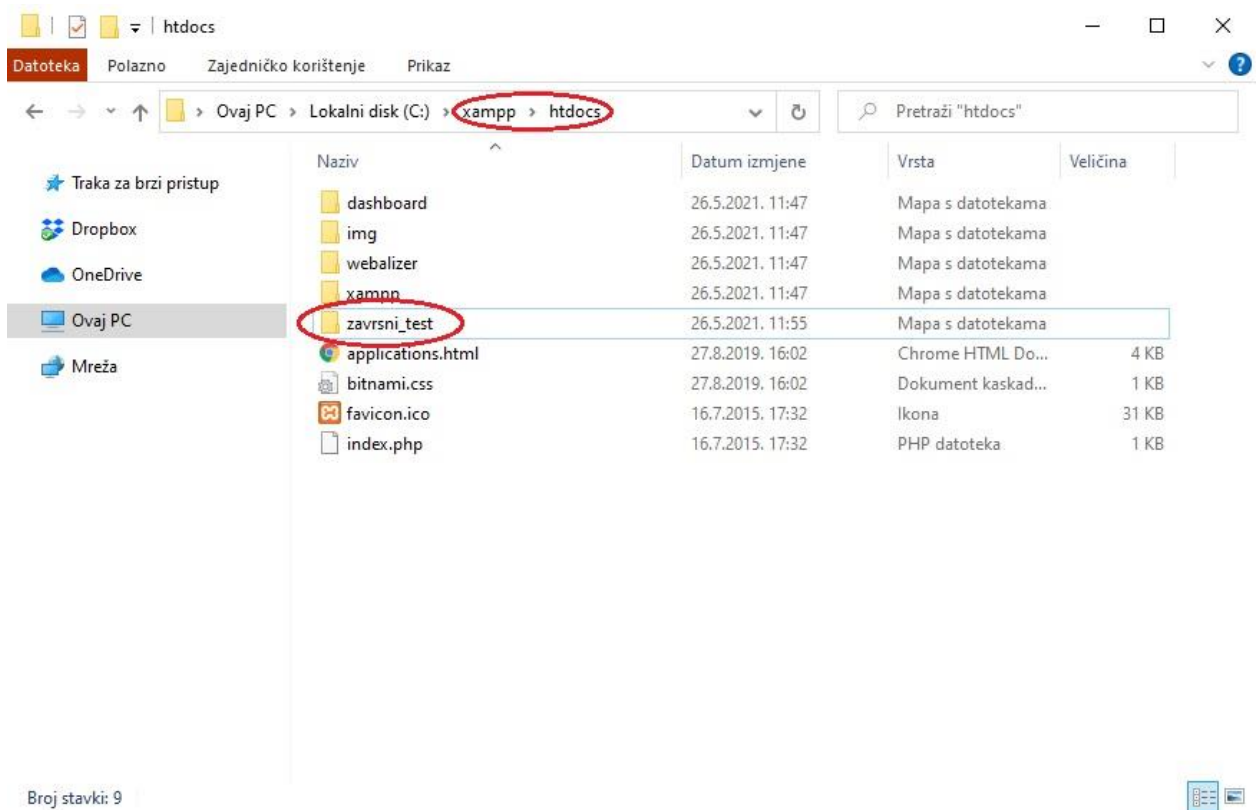 htdocs
Datoteka Polazno Zajedničko korištenje Prikaz
Ovaj PC > Lokalni disk (C:) > xampp > htdocs Pretraži "htdocs"
Traka za brzi pristup
Dropbox
OneDrive
Ovaj PC
Mreža
Naziv Datum izmjene Vrsta Veličina
dashboard 26.5.2021. 11:47 Mapa s datotekama
img 26.5.2021. 11:47 Mapa s datotekama
webalizer 26.5.2021. 11:47 Mapa s datotekama
xampp 26.5.2021. 11:47 Mapa s datotekama
zavrsni_test 26.5.2021. 11:55 Mapa s datotekama
applications.html 27.8.2019. 16:02 Chrome HTML Do... 4 KB
bitnami.css 27.8.2019. 16:02 Dokument kaskad... 1 KB
favicon.ico 16.7.2015. 17:32 Ikona 31 KB
index.php 16.7.2015. 17:32 PHP datoteka 1 KB
Broj stavki: 9